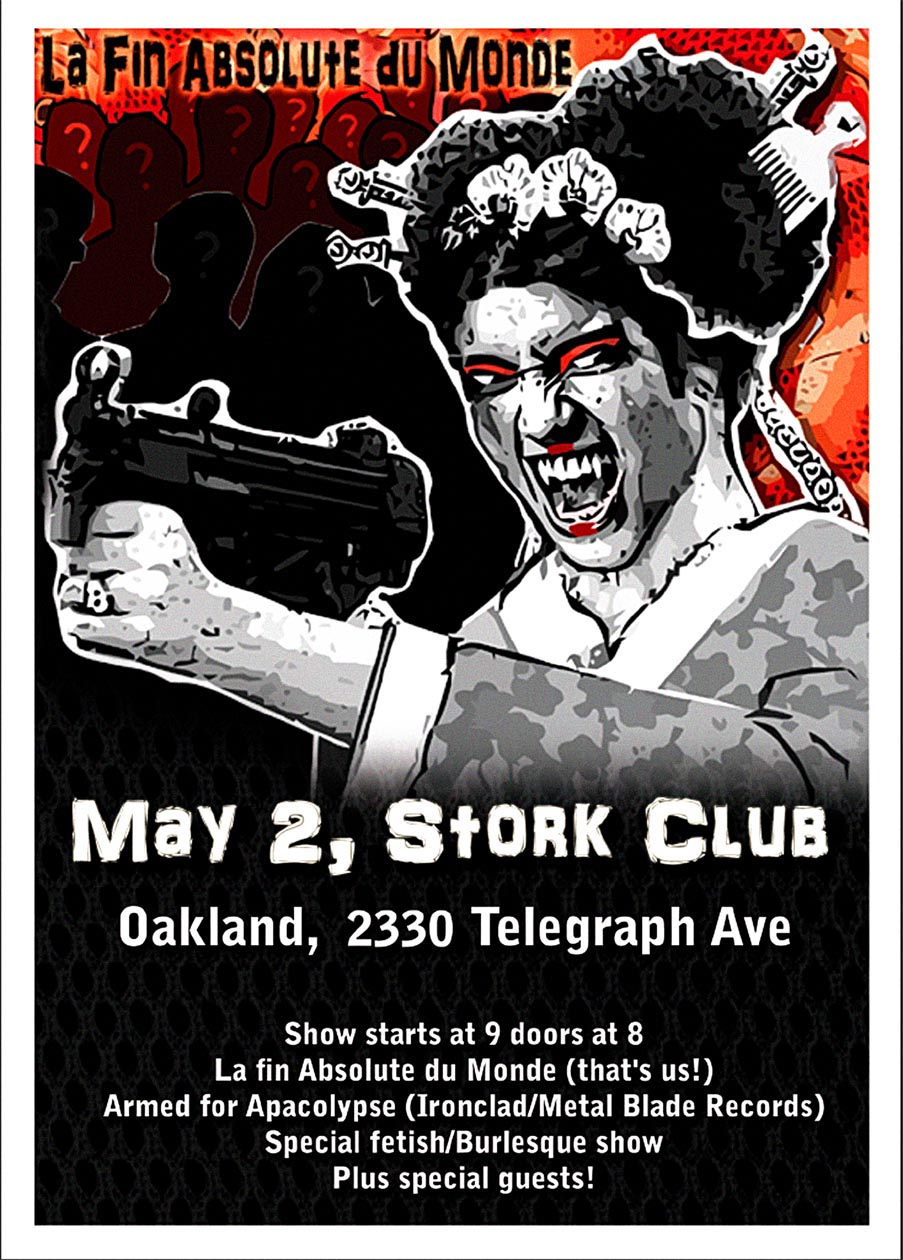 La Fin Absolute du Monde
? ? ? ? ? ? ?
8
May 2, Stork Club
Oakland, 2330 Telegraph Ave
Show starts at 9 doors at 8
La fin Absolute du Monde (that's us!)
Armed for Apacolypse (Ironclad/Metal Blade Records)
Special fetish/Burlesque show
Plus special guests!